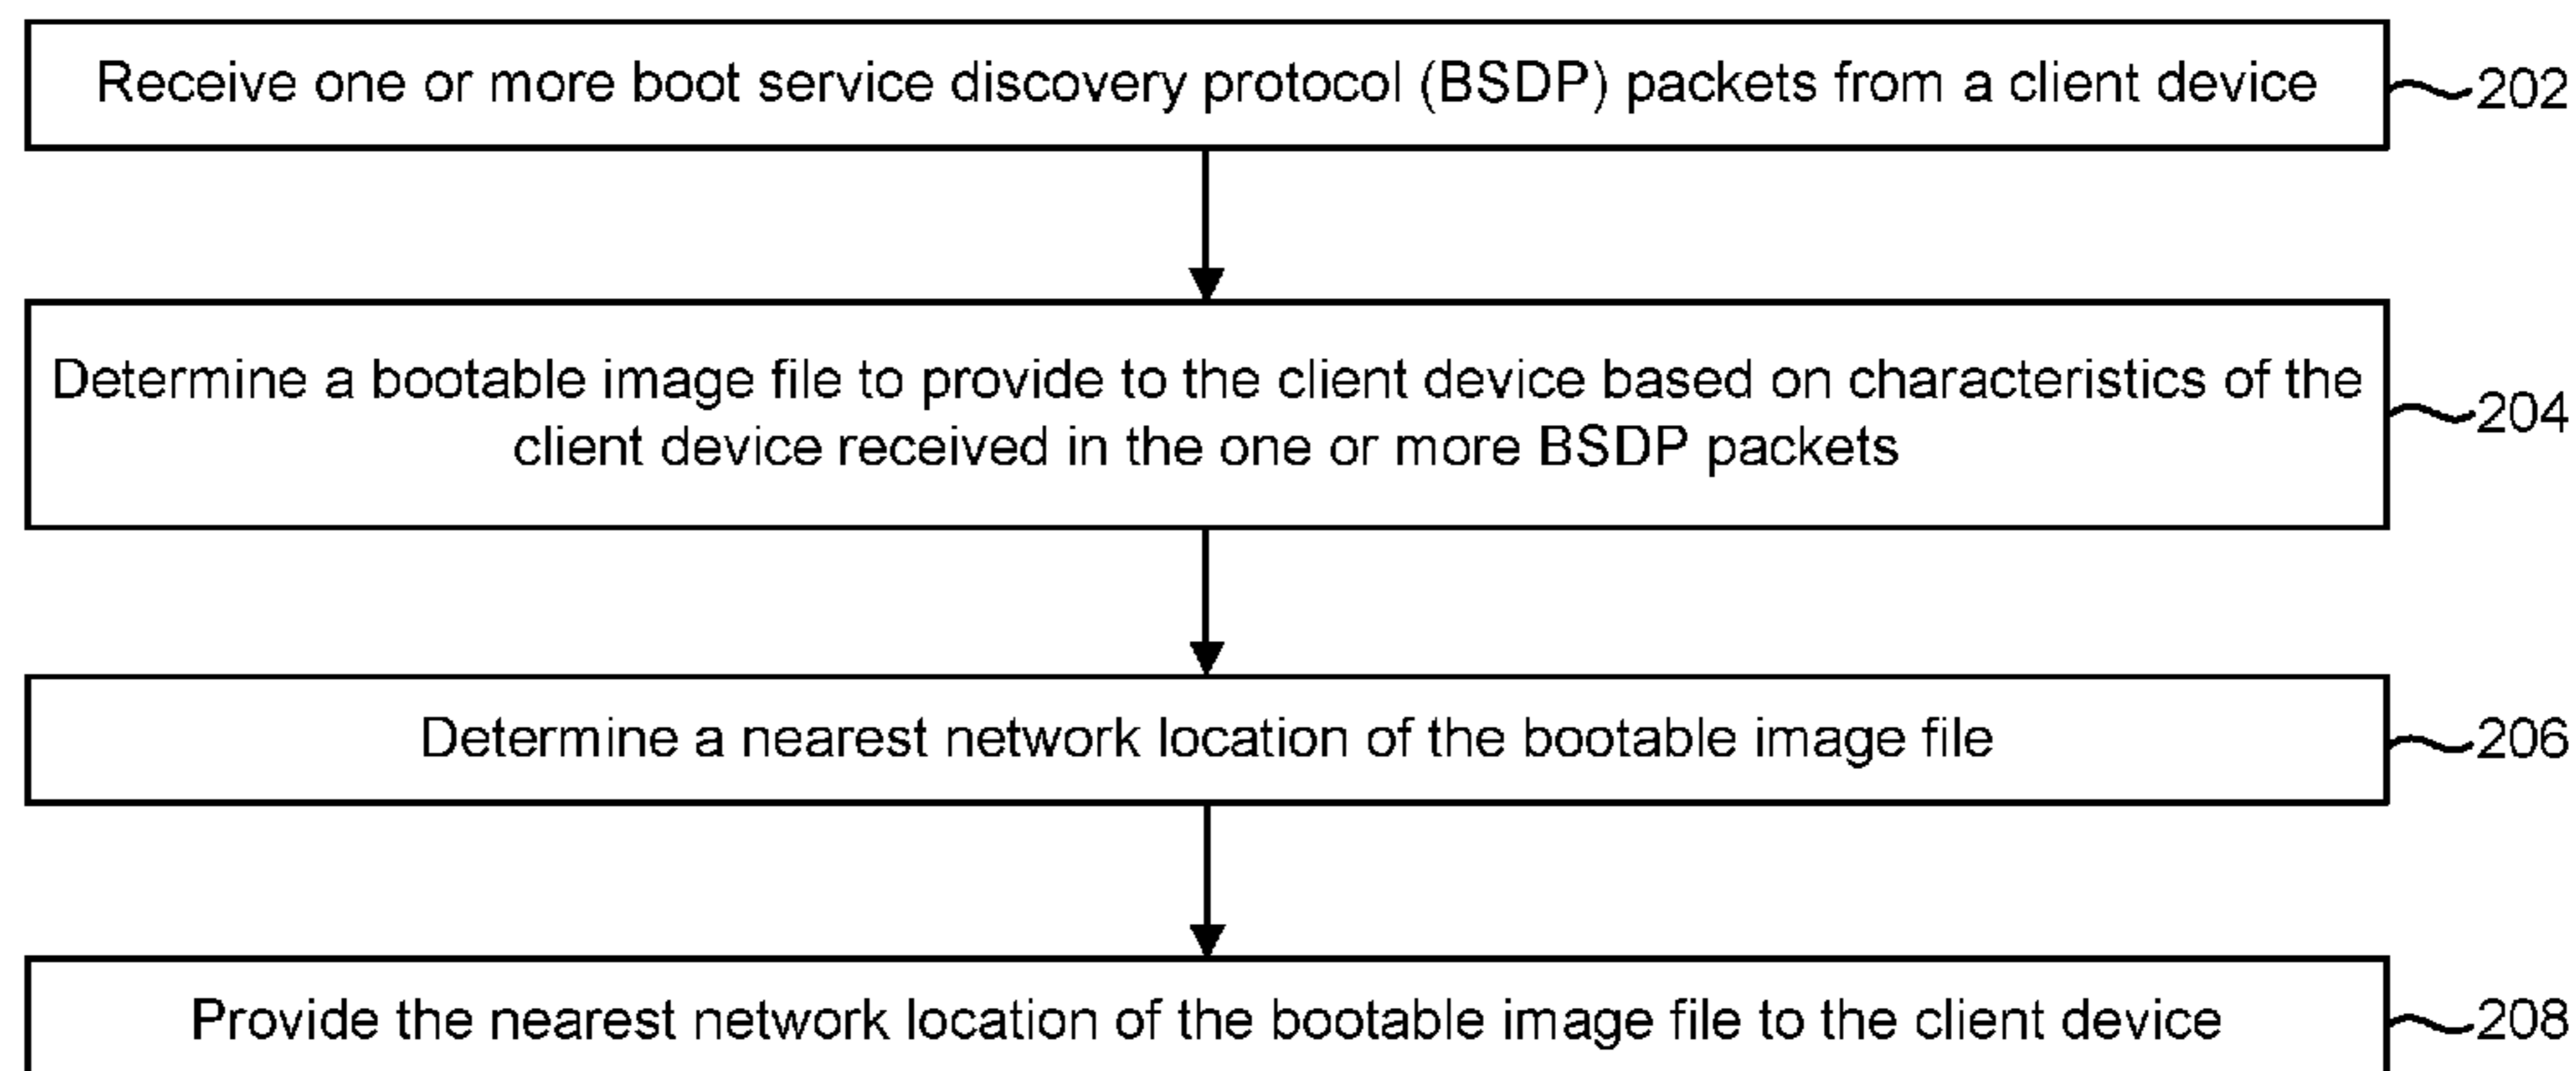 Receive one or more boot service discovery protocol (BSDP) packets from a client device
202
Determine a bootable image file to provide to the client device based on characteristics of the
client device received in the one or more BSDP packets
204
Determine a nearest network location of the bootable image file
206
Provide the nearest network location of the bootable image file to the client device
208